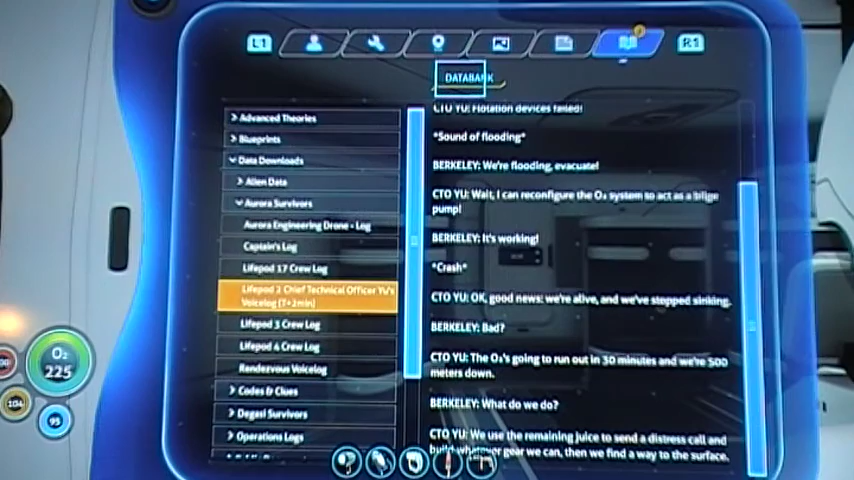 L1
R1
DATABANK
CTO YU: Flotation devices failed!
*Sound of flooding*
BERKELEY: We're flooding, evacuate!
CTO YU: Wait, I can reconfigure the O₂ system to act as a bilge
pump!
BERKELEY: It's working!
*Crash*
CTO YU: OK, good news: we're alive, and we've stopped sinking.
BERKELEY: Bad?
CTO YU: The O₂'s going to run out in 30 minutes and we're 500
meters down.
BERKELEY: What do we do?
CTO YU: We use the remaining juice to send a distress call and
build whatever gear we can, then we find a way to the surface.
Advanced Theories
Blueprints
Data Downloads
Alien Data
Aurora Survivors
Aurora Engineering Drone - Log
Captain's Log
Lifepod 17 Crew Log
Lifepod 2 Chief Technical Officer Yu's
Voicelog [T+2min]
Lifepod 3 Crew Log
Lifepod 4 Crew Log
Rendezvous Voicelog
Codes & Clues
Degasi Survivors
Operations Logs
O₂
225
104
95